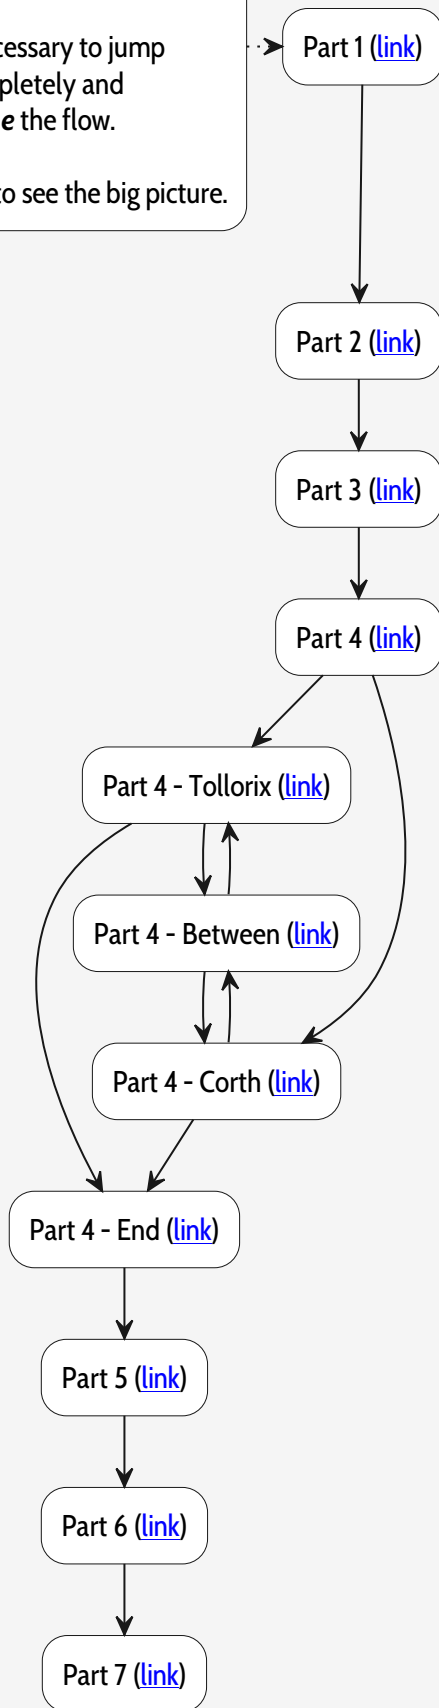 to jump
and
the flow.
to see the big picture.
Part 1 (link)
Part 2 (link)
Part 3 (link)
Part 4 (link)
Part 4 - Tollorix (link)
Part 4 - Between (link)
Part 4 - Corth (link)
Part 4 - End (link)
Part 5 (link)
Part 6 (link)
Part 7 (link)